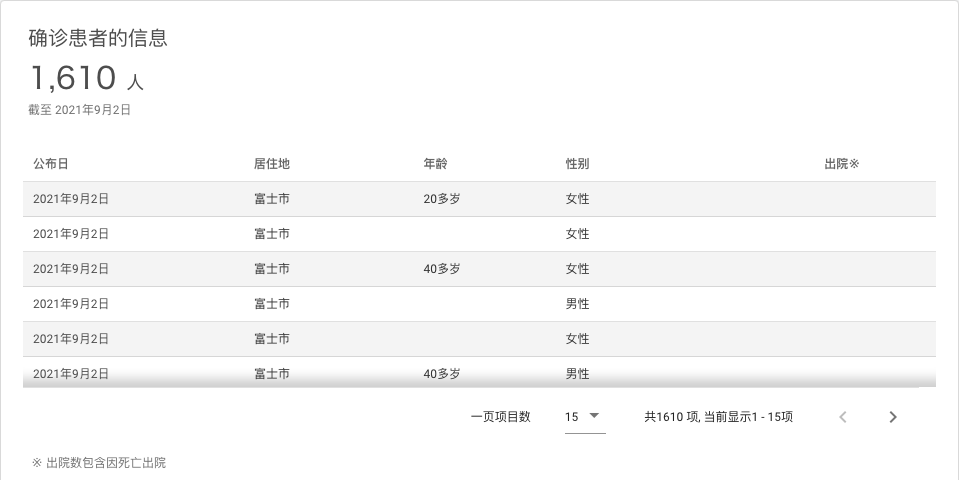 确诊患者的信息
1,610 人
截至 2021年9月2日
公布日 居住地 年龄 性别 出院※
2021年9月2日 富士市 20多岁 女性
2021年9月2日 富士市 女性
2021年9月2日 富士市 40多岁 女性
2021年9月2日 富士市 男性
2021年9月2日 富士市 女性
2021年9月2日 富士市 40多岁 男性
一页项目数 15 共1610 项, 当前显示1 - 15项
※ 出院数包含因死亡出院